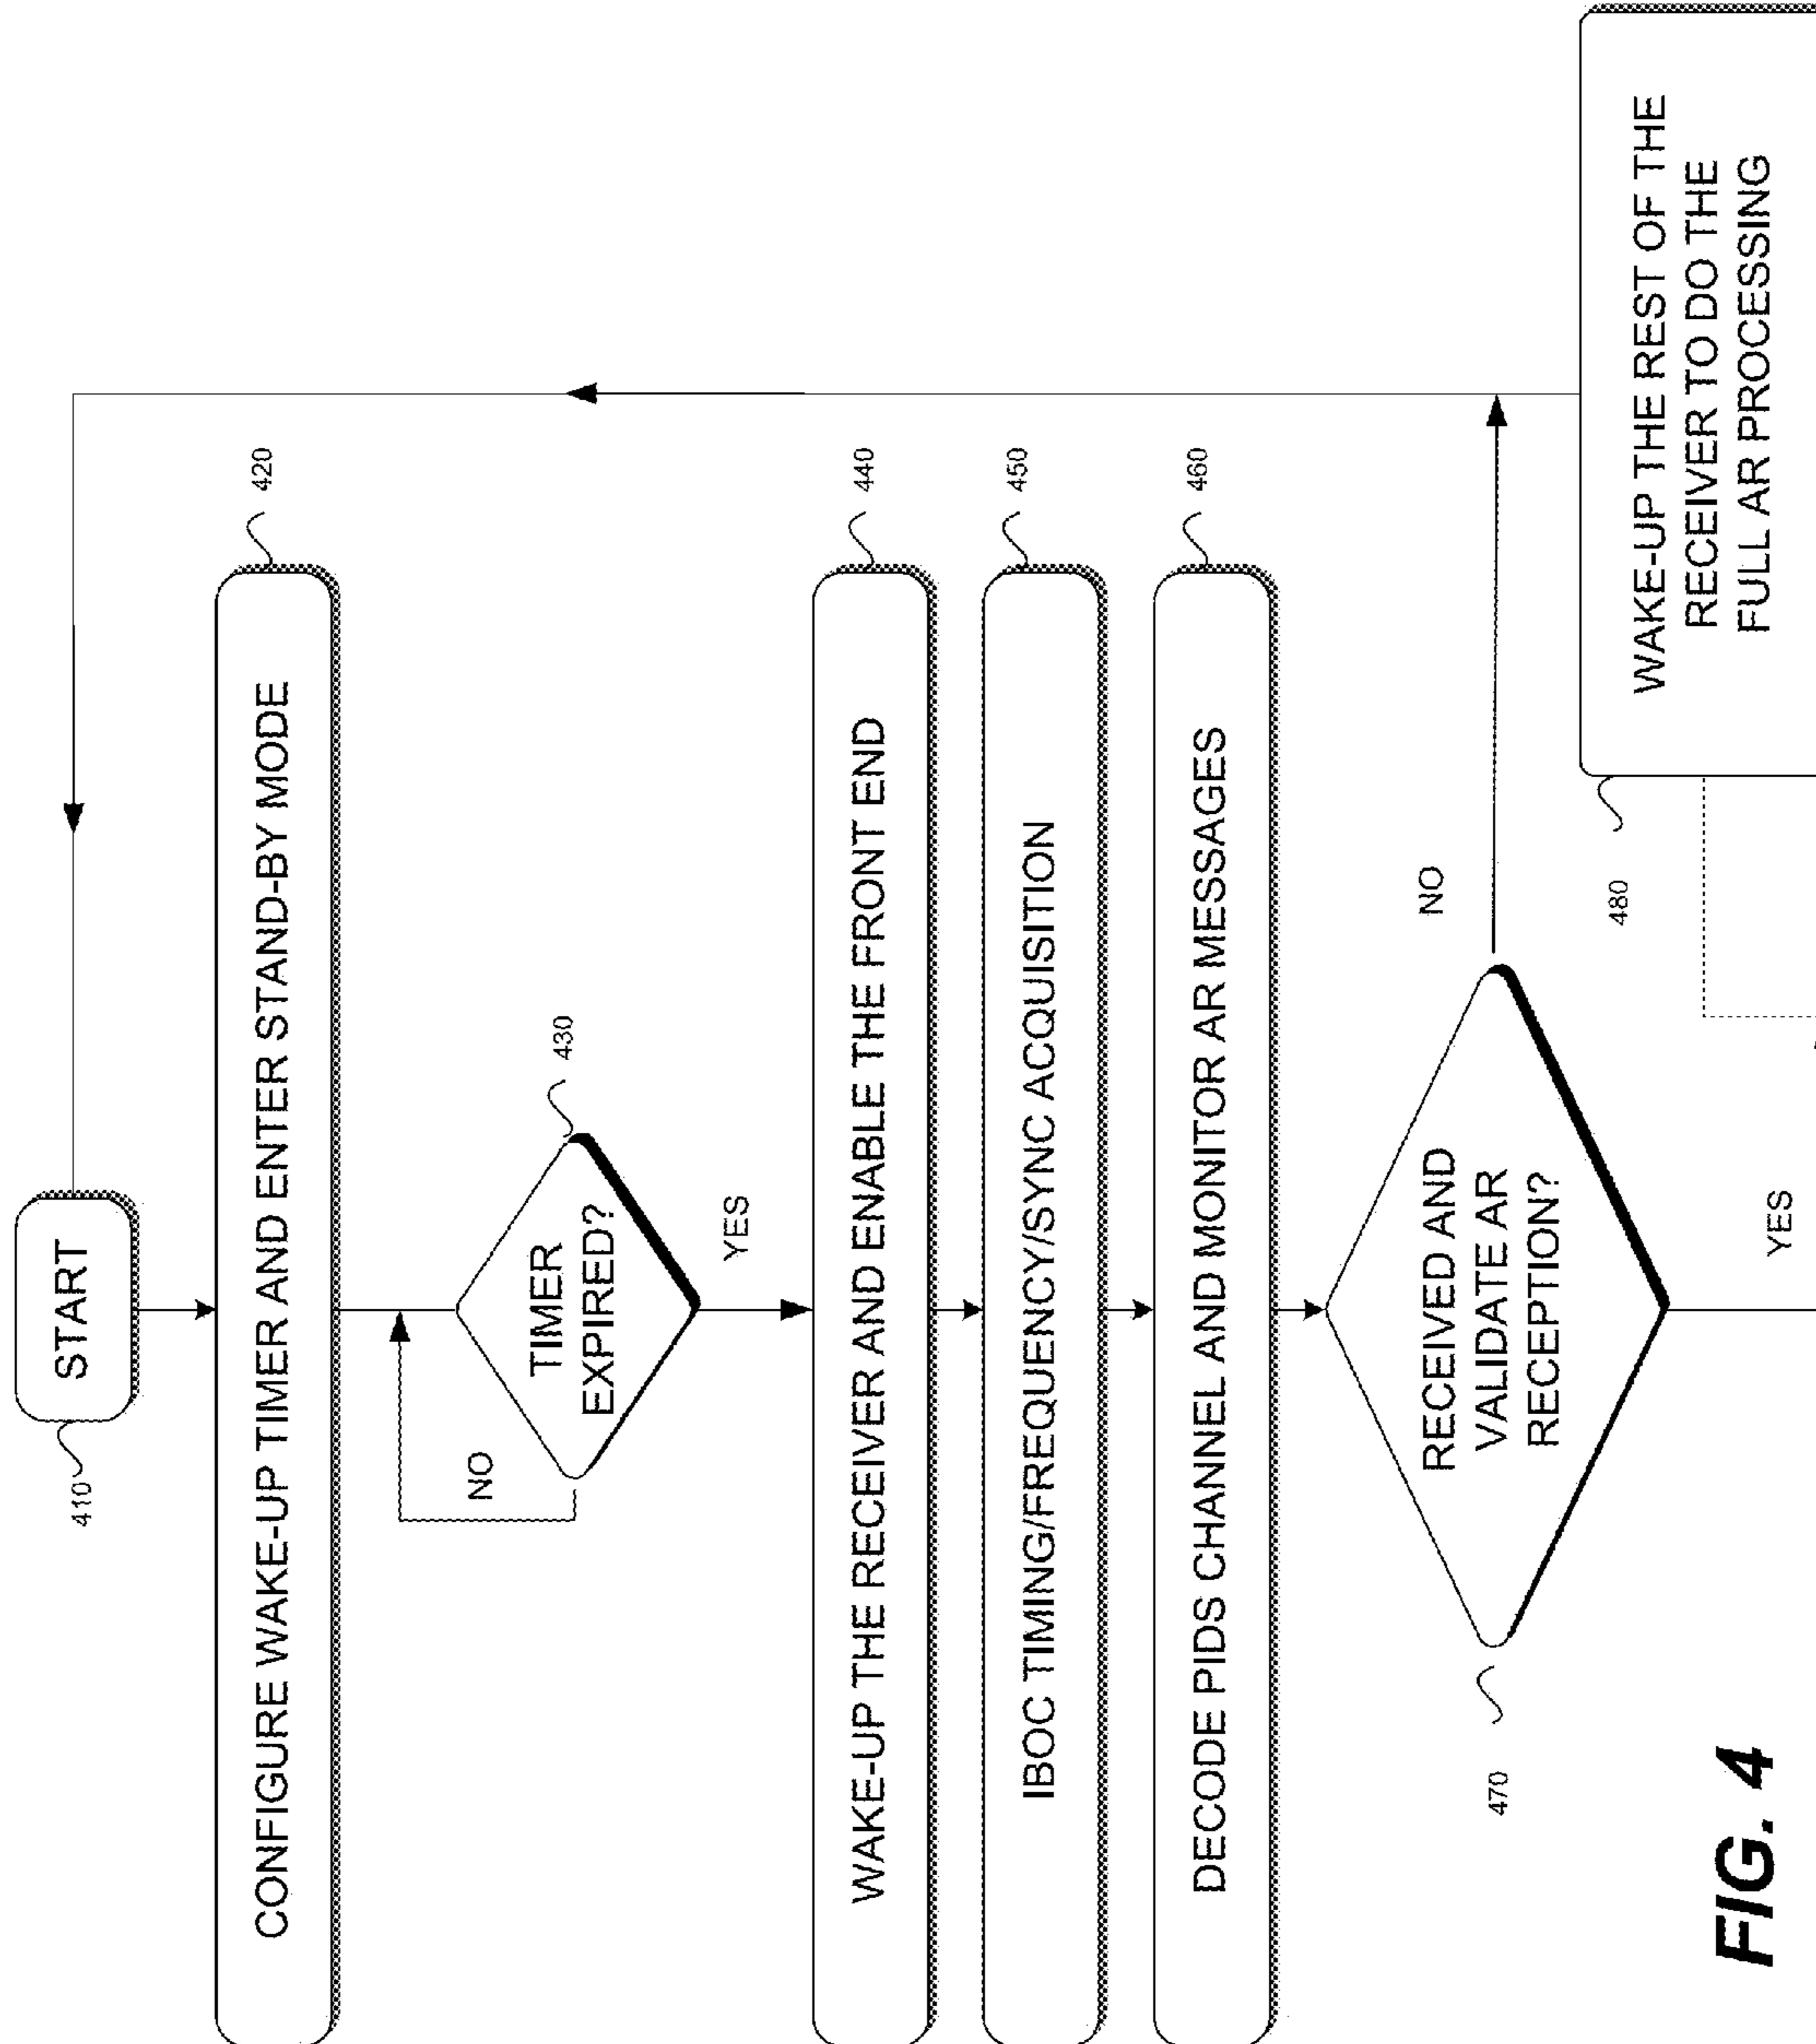 START
410
CONFIGURE WAKE-UP TIMER AND ENTER STAND-BY MODE
420
TIMER
EXPIRED?
430
NO
YES
WAKE-UP THE RECEIVER AND ENABLE THE FRONT END
440
IBOC TIMING/FREQUENCY/SYNC ACQUISITION
450
DECODE PIDS CHANNEL AND MONITOR AR MESSAGES
460
RECEIVED AND
VALIDATE AR
RECEPTION?
470
NO
YES
WAKE-UP THE REST OF THE
RECEIVER TO DO THE
FULL AR PROCESSING
480
FIG. 4